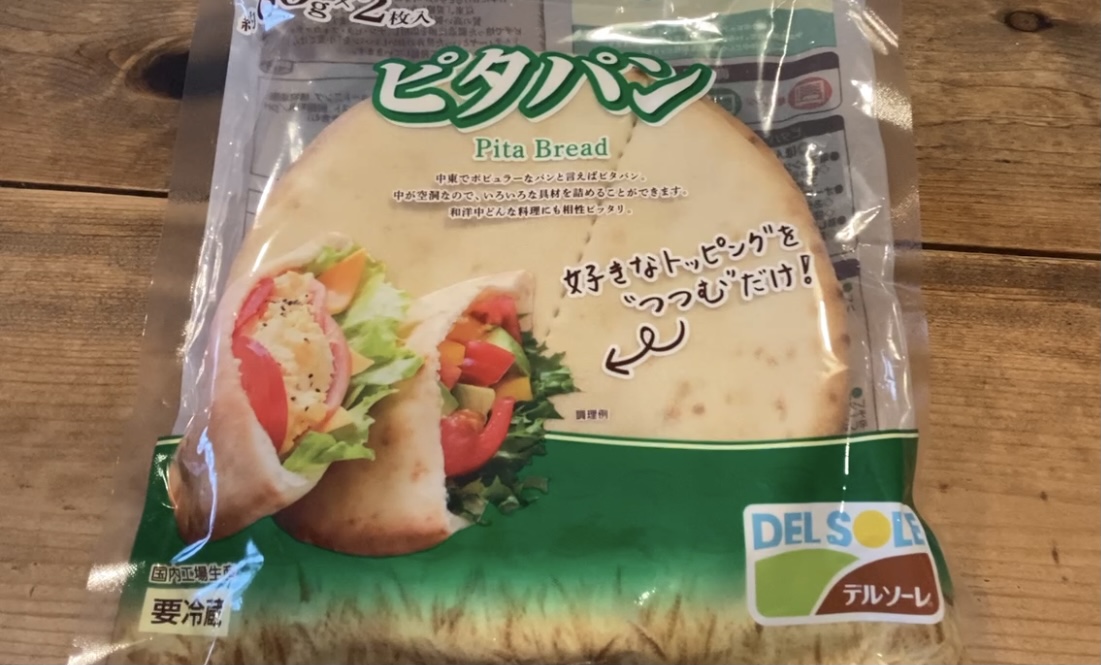 g×2枚入
ピタパン
Pita Bread
中東でポピュラーなパンと言えばピタパン。
中が空洞なので、いろいろな具材を詰めることができます。
和洋中どんな料理にも相性ピッタリ。
好きなトッピングを
"つつむ"だけ!
調理例
DEL SOLE
デルソーレ
国内工場生産
要冷蔵